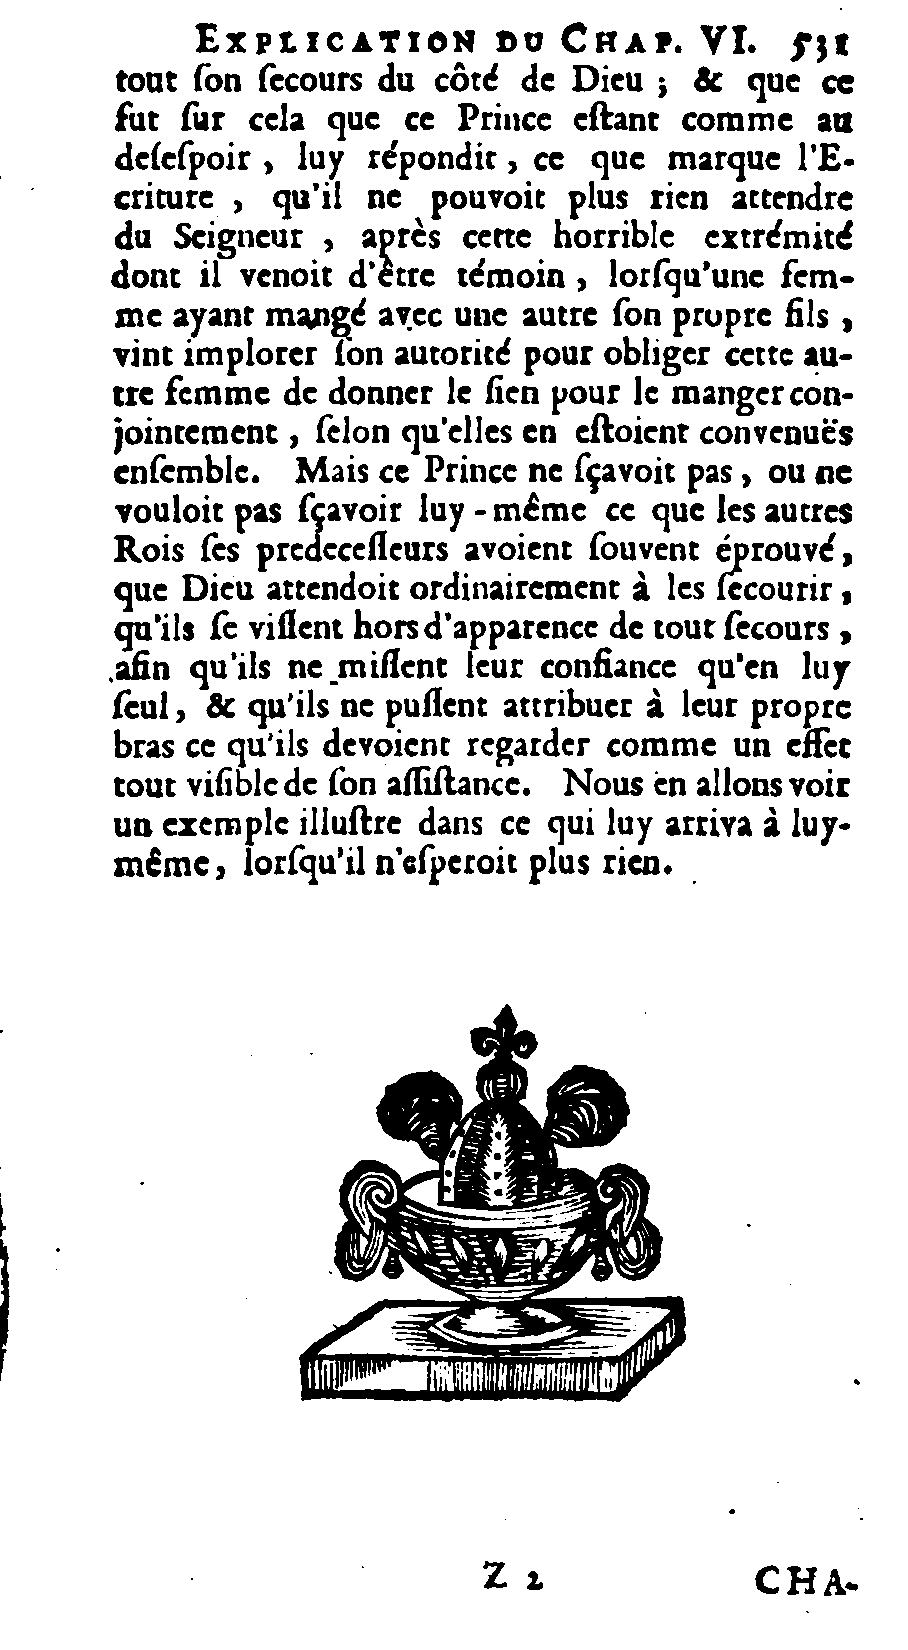 EXPLICATION DU CHAP. VI. 531
tout ſon ſecours du côté de Dieu ; & que ce
fut ſur cela que ce Prince eſtant comme au
deſeſpoir , luy répondit , ce que marque l'E-
criture , qu'il ne pouvoit plus rien attendre
du Seigneur , après cette horrible extrémité
dont il venoit d'être témoin , lorſqu'une fem-
me ayant mangé avec une autre ſon propre fils ,
vint implorer ſon autorité pour obliger cette au-
tre femme de donner le ſien pour le manger con-
jointement , ſelon qu'elles en eſtoient convenuës
enſemble. Mais ce Prince ne ſçavoit pas , ou ne
vouloit pas ſçavoir luy-même ce que les autres
Rois ſes predeceſſeurs avoient ſouvent éprouvé,
que Dieu attendoit ordinairement à les ſecourir ,
qu'ils ſe viſſent hors d'apparence de tout ſecours ,
afin qu'ils ne miſſent leur confiance qu'en luy
ſeul, & qu'ils ne puſſent attribuer à leur propre
bras ce qu'ils devoient regarder comme un effet
tout viſible de ſon aſſiſtance. Nous en allons voir
un exemple illuſtre dans ce qui luy arriva à luy-
même, lorſqu'il n'eſperoit plus rien.
Z 2 CHA-